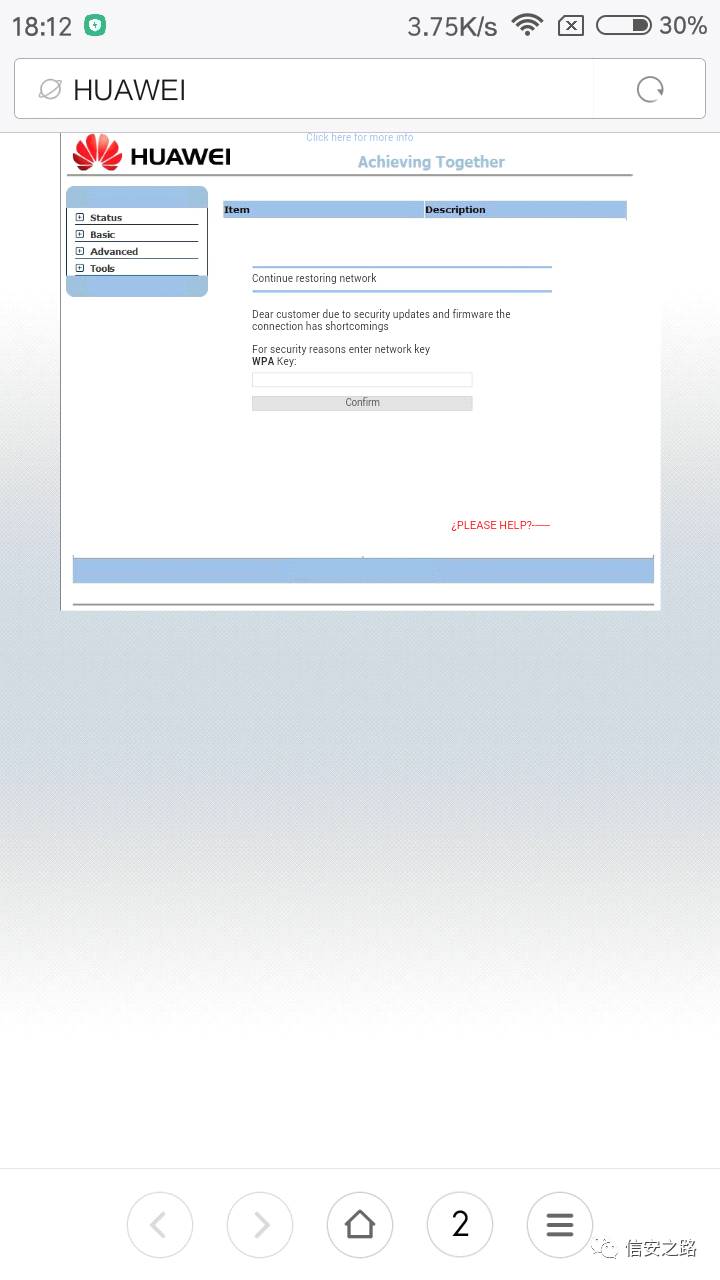 18:12
3.75K/s
30%
HUAWEI
Click here for more info
HUAWEI
Achieving Together
Status
Basic
Advanced
Tools
Item
Description
Continue restoring network
Dear customer due to security updates and firmware the
connection has shortcomings
For security reasons enter network key
WPA Key:
Confirm
¿PLEASE HELP?-----
2
信安之路